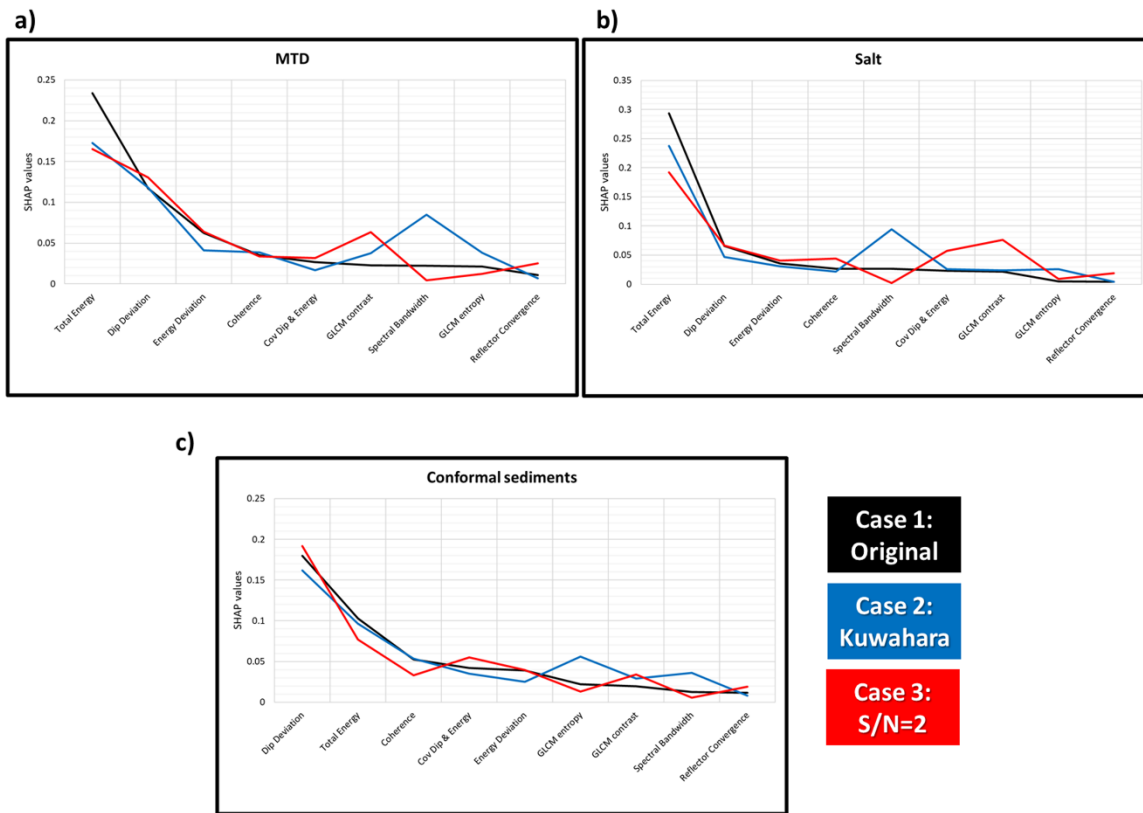 a)
MTD
SHAP values
0.25
0.2
0.15
0.1
0.05
0
Total Energy
Dip Deviation
Energy Deviation
Coherence
Cov Dip & Energy
GLCM contrast
Spectral Bandwidth
GLCM entropy
Reflector Convergence
b)
Salt
SHAP values
0.35
0.3
0.25
0.2
0.15
0.1
0.05
0
Total Energy
Dip Deviation
Energy Deviation
Coherence
Spectral Bandwidth
Cov Dip & Energy
GLCM contrast
GLCM entropy
Reflector Convergence
c)
Conformal sediments
SHAP values
0.25
0.2
0.15
0.1
0.05
0
Dip Deviation
Total Energy
Coherence
Cov Dip & Energy
Energy Deviation
GLCM entropy
GLCM contrast
Spectral Bandwidth
Reflector Convergence
Case 1:
Original
Case 2:
Kuwahara
Case 3:
S/N=2